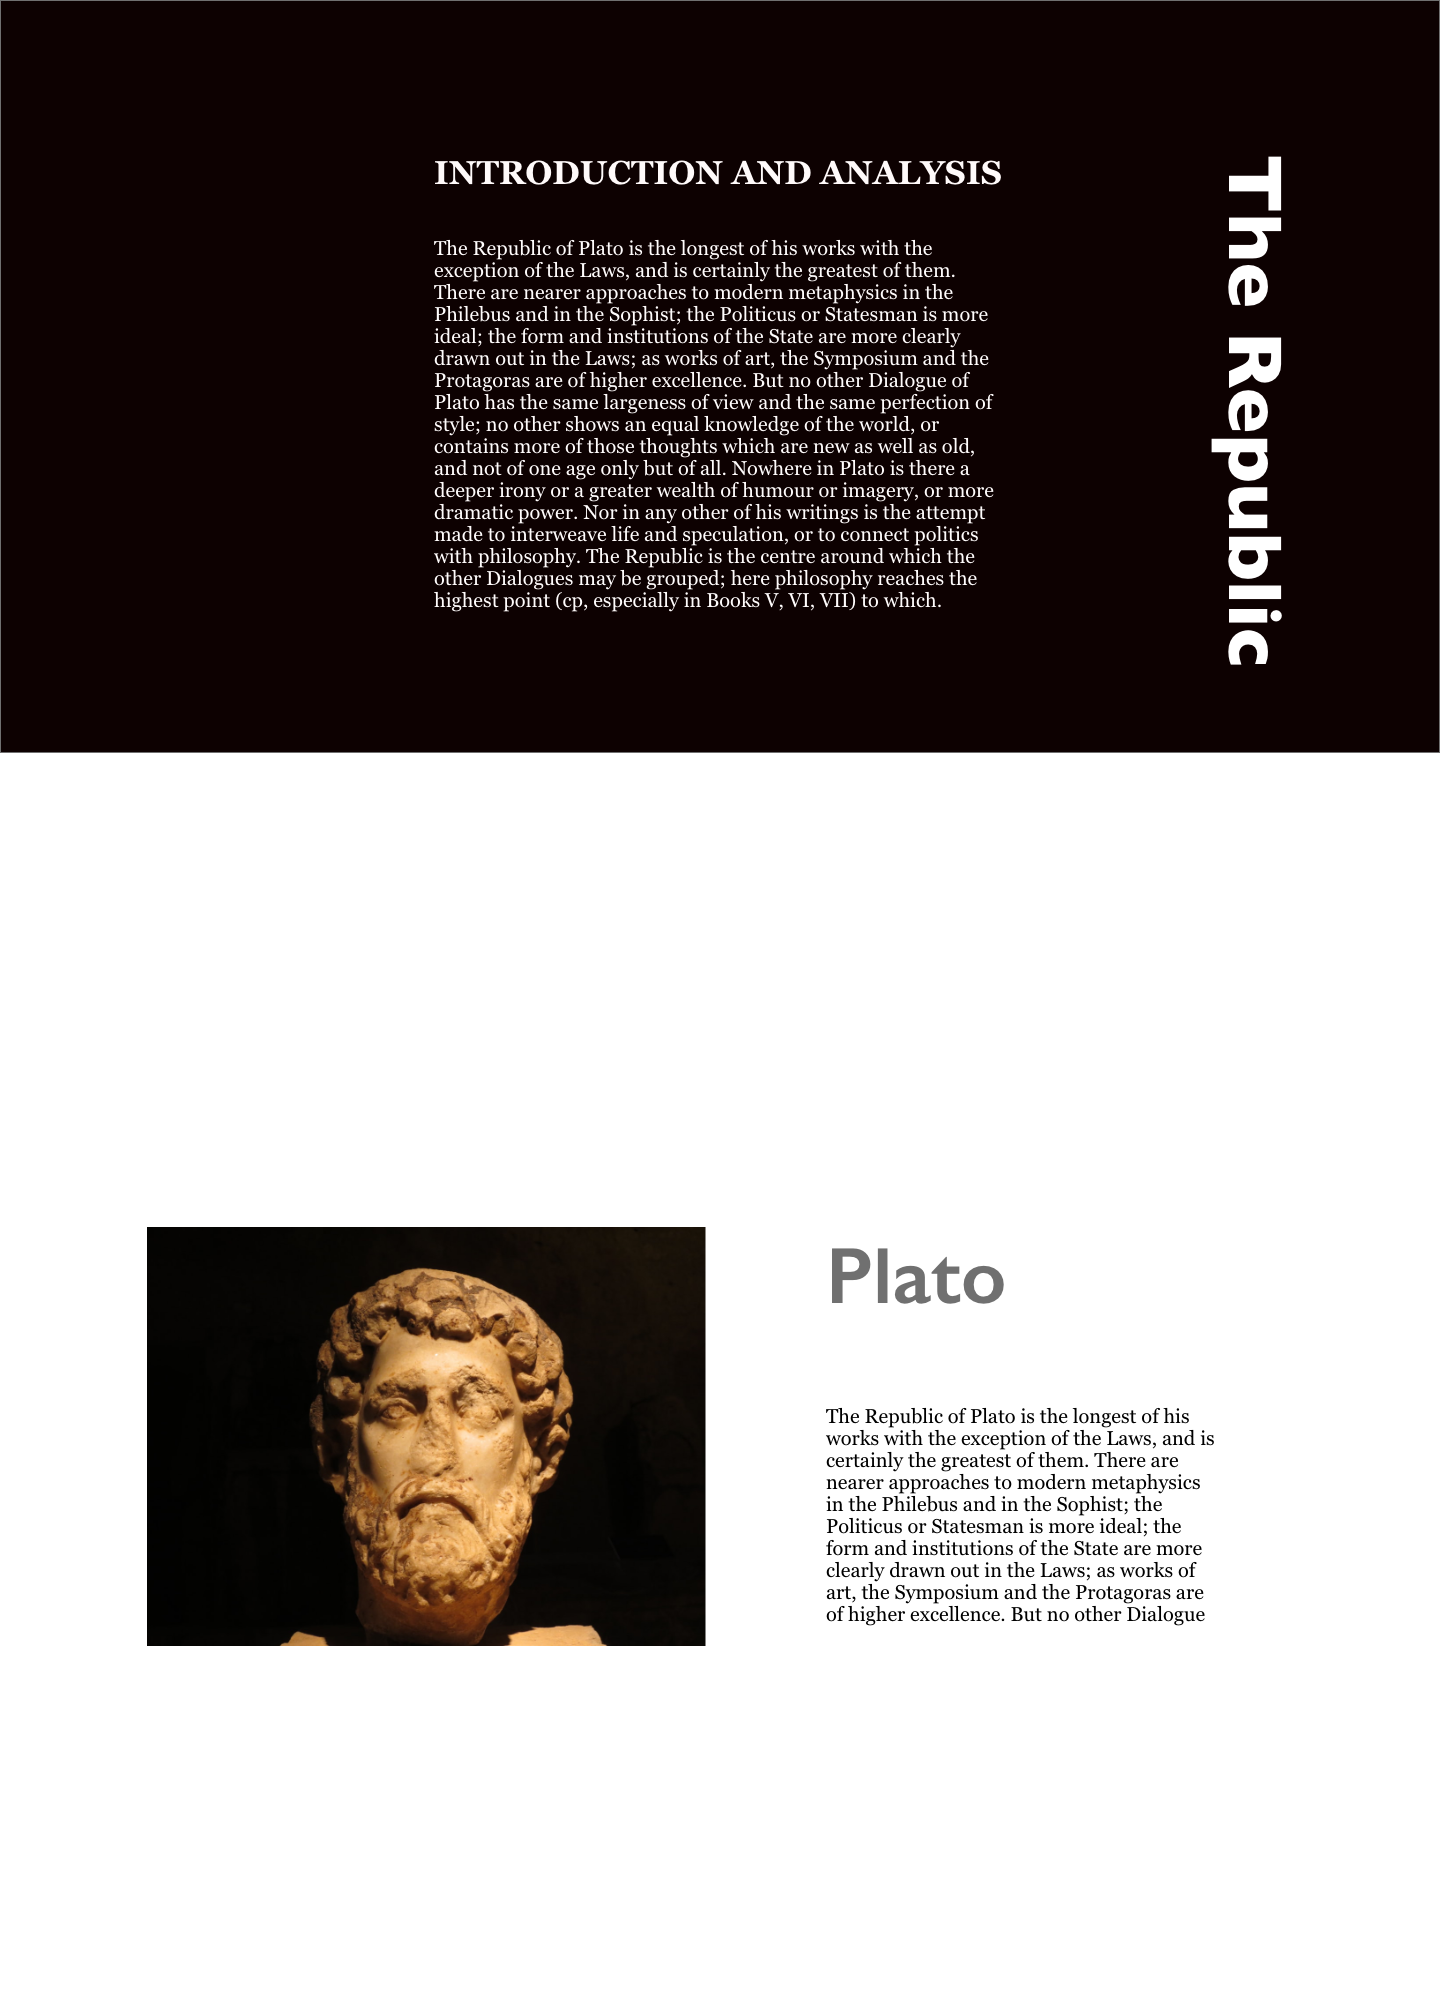 INTRODUCTION AND ANALYSIS
The Republic of Plato is the longest of his works with the
exception of the Laws, and is certainly the greatest of them.
There are nearer approaches to modern metaphysics in the
Philebus and in the Sophist; the Politicus or Statesman is more
ideal; the form and institutions of the State are more clearly
drawn out in the Laws; as works of art, the Symposium and the
Protagoras are of higher excellence. But no other Dialogue of
Plato has the same largeness of view and the same perfection of
style; no other shows an equal knowledge of the world, or
contains more of those thoughts which are new as well as old,
and not of one age only but of all. Nowhere in Plato is there a
deeper irony or a greater wealth of humour or imagery, or more
dramatic power. Nor in any other of his writings is the attempt
made to interweave life and speculation, or to connect politics
with philosophy. The Republic is the centre around which the
other Dialogues may be grouped; here philosophy reaches the
highest point (cp, especially in Books V, VI, VII) to which.
The Republic
Plato
The Republic of Plato is the longest of his
works with the exception of the Laws, and is
certainly the greatest of them. There are
nearer approaches to modern metaphysics
in the Philebus and in the Sophist; the
Politicus or Statesman is more ideal; the
form and institutions of the State are more
clearly drawn out in the Laws; as works of
art, the Symposium and the Protagoras are
of higher excellence. But no other Dialogue